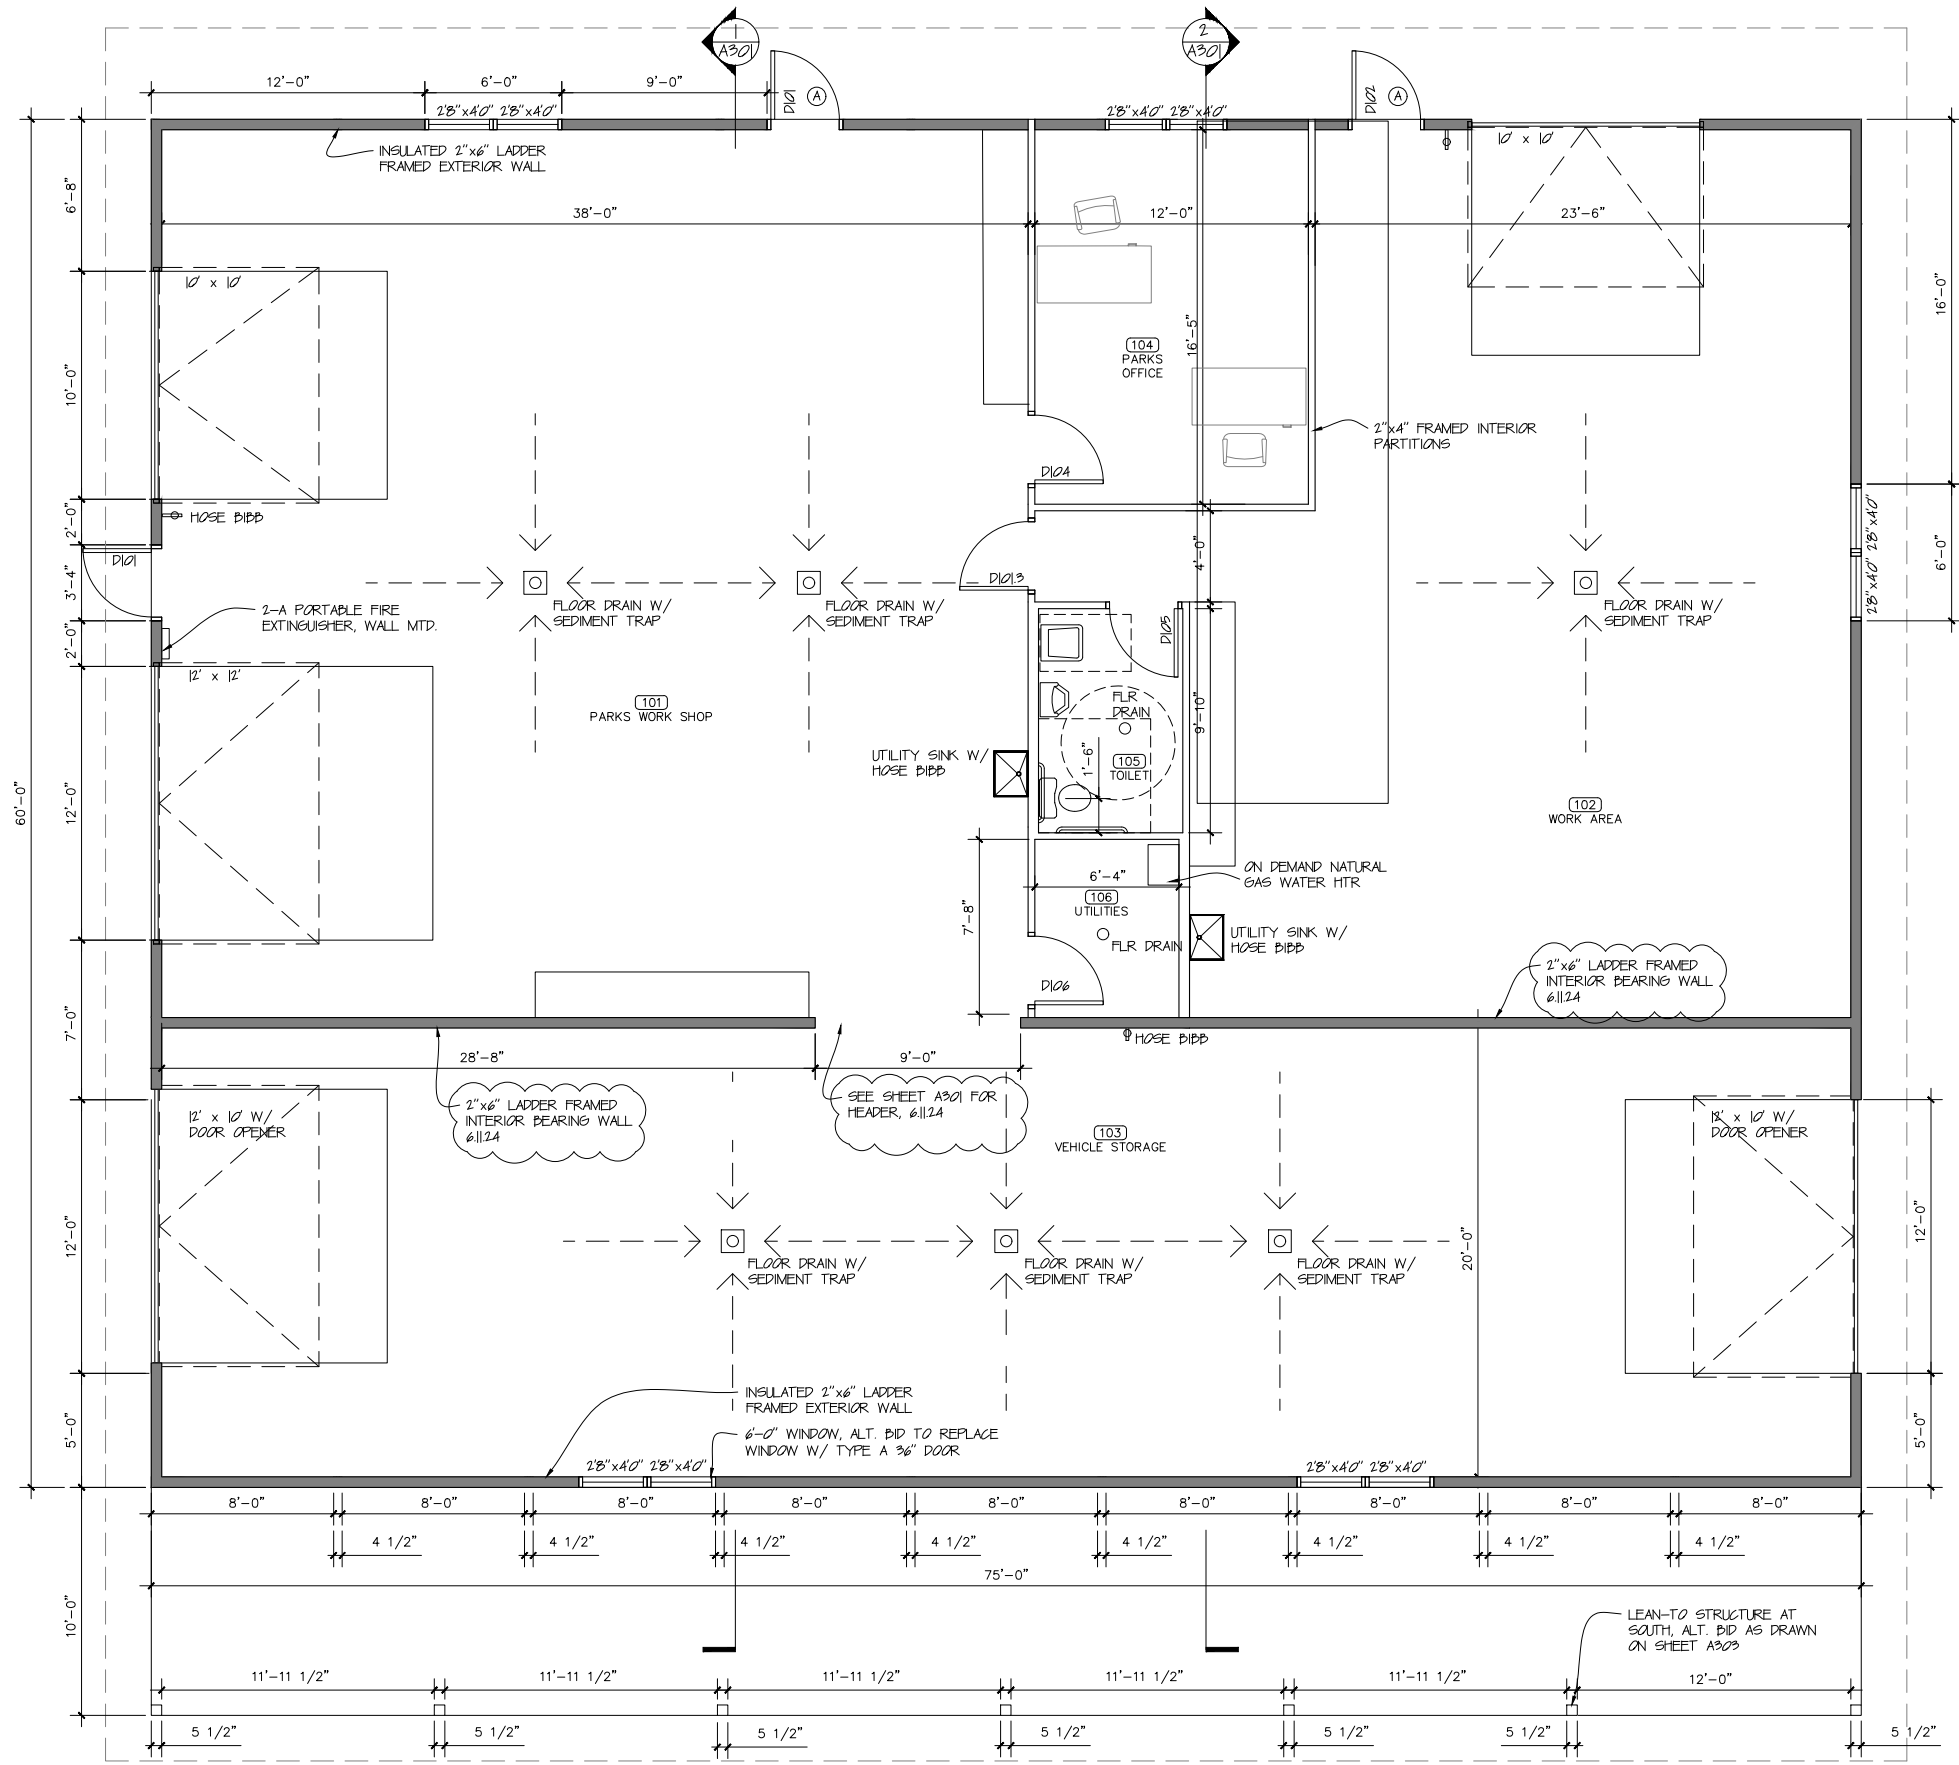 1
A301
2
A301
12'-0"
6'-0"
9'-0"
D101
A
D102
A
2'8"x4'0" 2'8"x4'0"
2'8"x4'0" 2'8"x4'0"
10' x 10'
INSULATED 2"x6" LADDER
FRAMED EXTERIOR WALL
6'-8"
38'-0"
12'-0"
23'-6"
16'-0"
10' x 10'
10'-0"
16'-5"
104
PARKS
OFFICE
2"x4" FRAMED INTERIOR
PARTITIONS
D104
2'-0"
HOSE BIBB
D101
3'-4"
D101.3
4'-0"
2'8"x4'0" 2'8"x4'0"
6'-0"
2-A PORTABLE FIRE
EXTINGUISHER, WALL MTD.
FLOOR DRAIN W/
SEDIMENT TRAP
FLOOR DRAIN W/
SEDIMENT TRAP
FLOOR DRAIN W/
SEDIMENT TRAP
D105
2'-0"
12' x 12'
101
PARKS WORK SHOP
FLR
DRAIN
9'-10"
UTILITY SINK W/
HOSE BIBB
1'-6"
105
TOILET
60'-0"
12'-0"
102
WORK AREA
ON DEMAND NATURAL
GAS WATER HTR
6'-4"
106
UTILITIES
7'-8"
FLR DRAIN
UTILITY SINK W/
HOSE BIBB
D106
2"x6" LADDER FRAMED
INTERIOR BEARING WALL
6.11.24
7'-0"
HOSE BIBB
28'-8"
9'-0"
12' x 10' W/
DOOR OPENER
2"x6" LADDER FRAMED
INTERIOR BEARING WALL
6.11.24
SEE SHEET A301 FOR
HEADER, 6.11.24
103
VEHICLE STORAGE
12' x 10' W/
DOOR OPENER
12'-0"
20'-0"
12'-0"
FLOOR DRAIN W/
SEDIMENT TRAP
FLOOR DRAIN W/
SEDIMENT TRAP
FLOOR DRAIN W/
SEDIMENT TRAP
INSULATED 2"x6" LADDER
FRAMED EXTERIOR WALL
5'-0"
5'-0"
6'-0" WINDOW, ALT. BID TO REPLACE
WINDOW W/ TYPE A 36" DOOR
2'8"x4'0" 2'8"x4'0"
2'8"x4'0" 2'8"x4'0"
8'-0" 8'-0" 8'-0" 8'-0" 8'-0" 8'-0" 8'-0" 8'-0" 8'-0"
4 1/2" 4 1/2" 4 1/2" 4 1/2" 4 1/2" 4 1/2" 4 1/2" 4 1/2"
75'-0"
10'-0"
LEAN-TO STRUCTURE AT
SOUTH, ALT. BID AS DRAWN
ON SHEET A303
11'-11 1/2" 11'-11 1/2" 11'-11 1/2" 11'-11 1/2" 11'-11 1/2" 12'-0"
5 1/2" 5 1/2" 5 1/2" 5 1/2" 5 1/2" 5 1/2" 5 1/2"